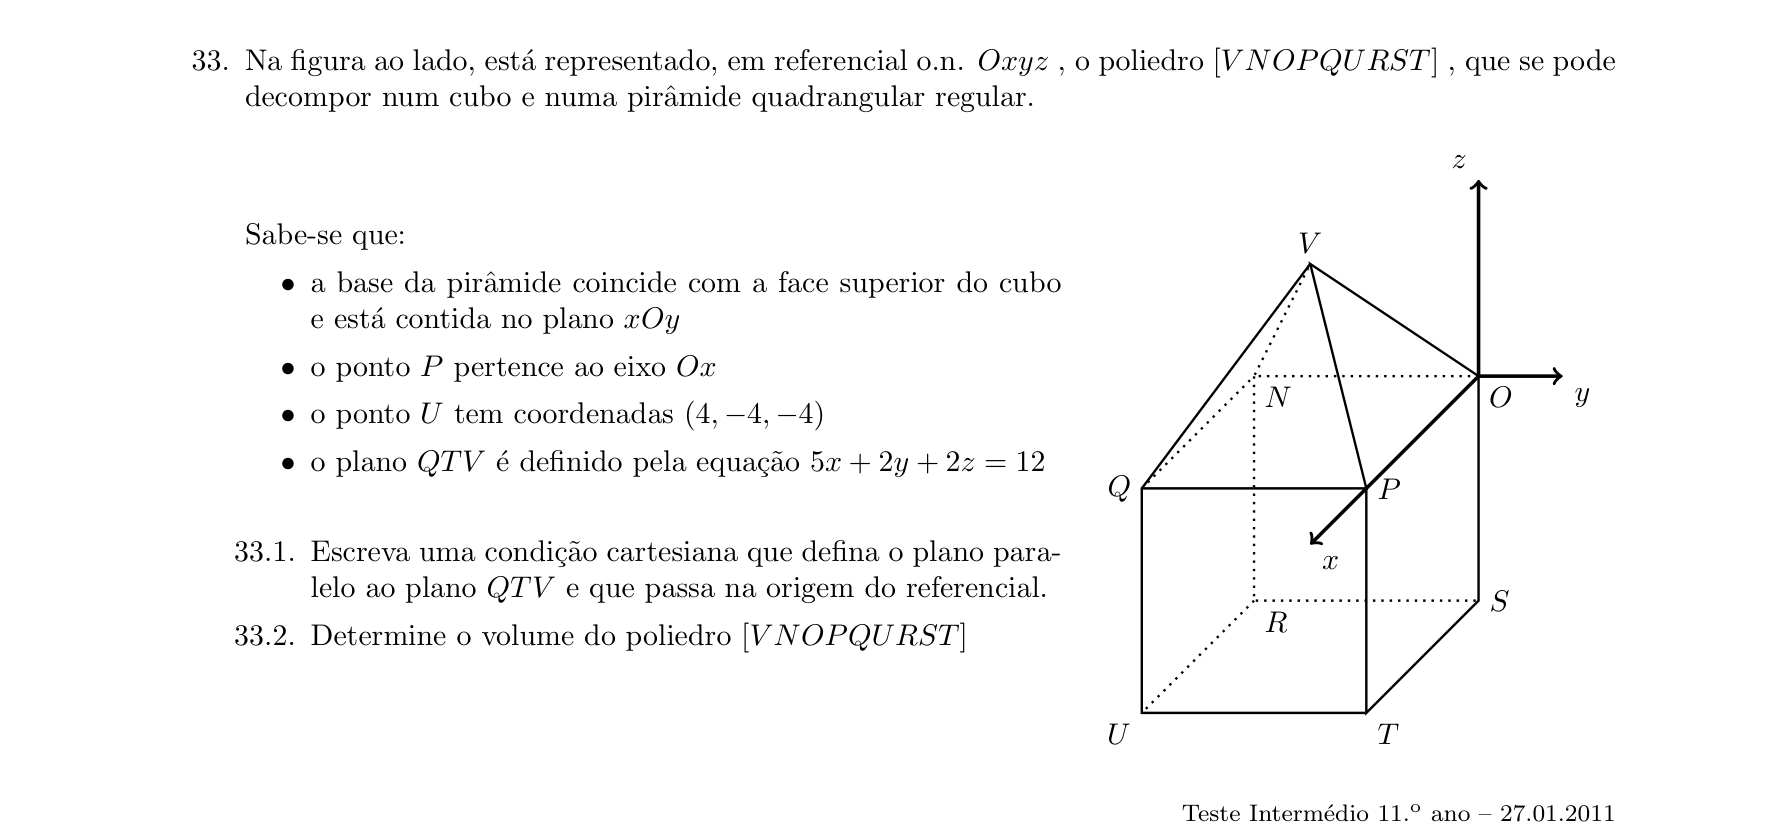 33. Na figura ao lado, está representado, em referencial o.n. Oxyz , o poliedro [VNOPQURST] , que se pode
decompor num cubo e numa pirâmide quadrangular regular.
Sabe-se que:
• a base da pirâmide coincide com a face superior do cubo
e está contida no plano xOy
• o ponto P pertence ao eixo Ox
• o ponto U tem coordenadas (4, −4, −4)
• o plano QTV é definido pela equação 5x + 2y + 2z = 12
33.1. Escreva uma condição cartesiana que defina o plano para-
lelo ao plano QTV e que passa na origem do referencial.
33.2. Determine o volume do poliedro [VNOPQURST]
z
V
N
O
y
Q
P
x
R
S
U
T
Teste Intermédio 11.º ano – 27.01.2011